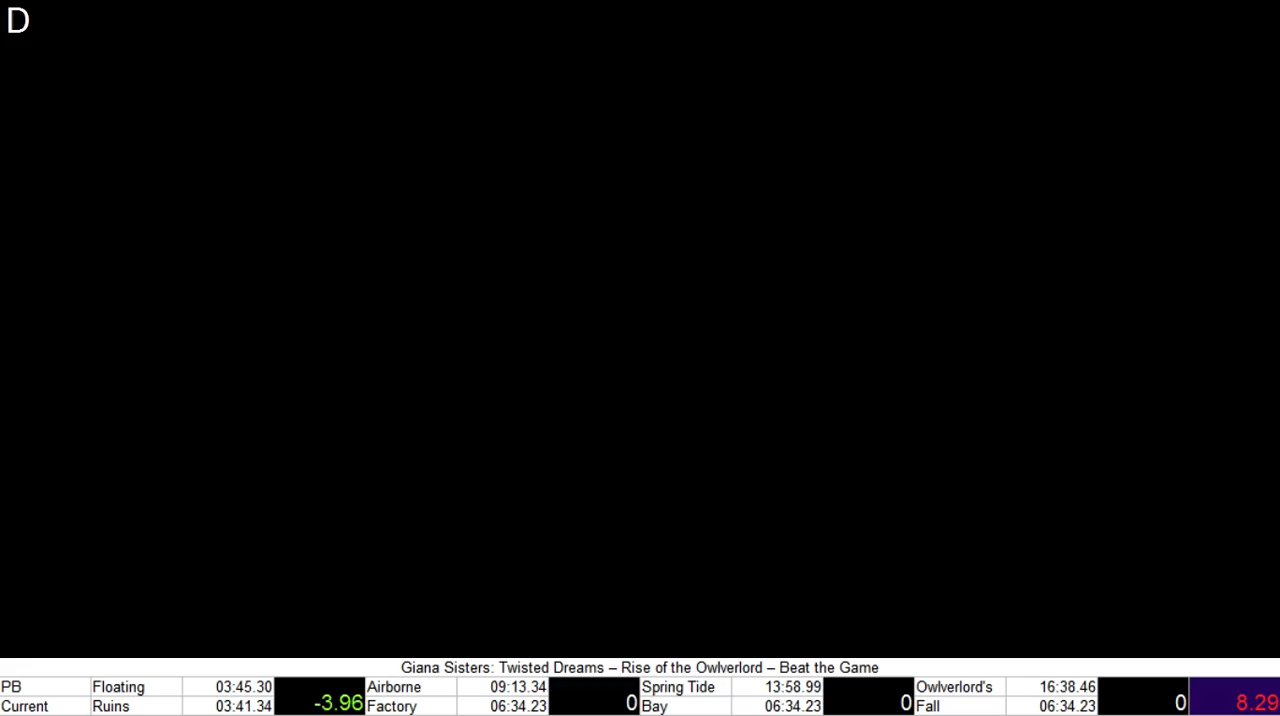 D
Giana Sisters: Twisted Dreams – Rise of the Owlverlord – Beat the Game
PB Floating 03:45.30 Airborne 09:13.34 Spring Tide 13:58.99 Owlverlord's 16:38.46
Current Ruins 03:41.34 -3.96 Factory 06:34.23 0 Bay 06:34.23 0 Fall 06:34.23 0 8.29